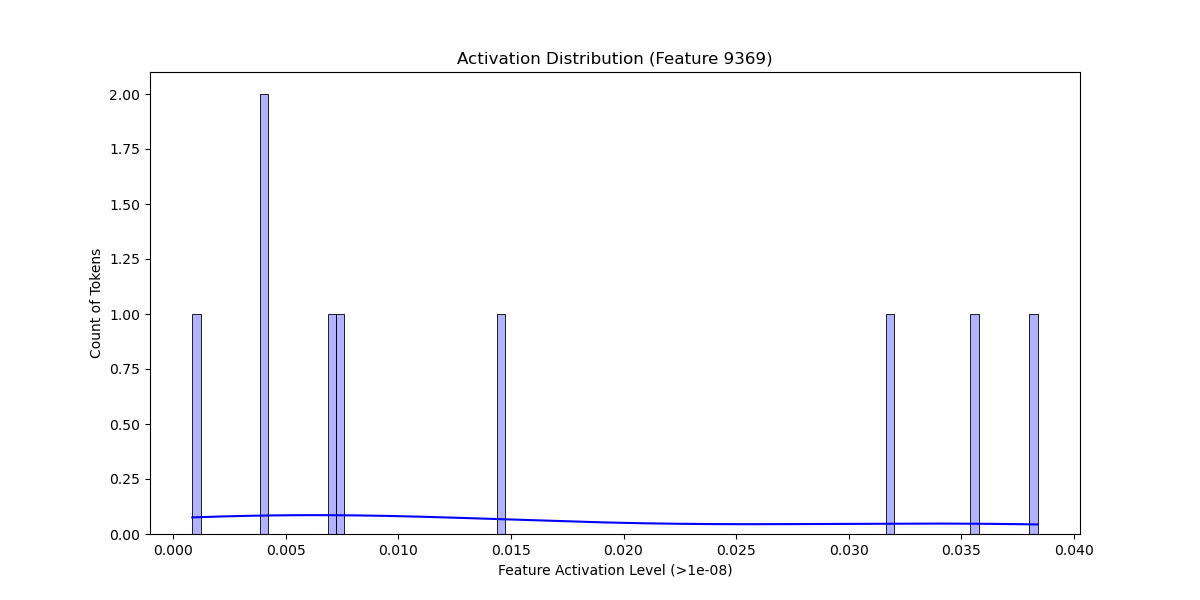 Activation Distribution (Feature 9369)
Count of Tokens
2.00
1.75
1.50
1.25
1.00
0.75
0.50
0.25
0.00
0.000 0.005 0.010 0.015 0.020 0.025 0.030 0.035 0.040
Feature Activation Level (>1e-08)